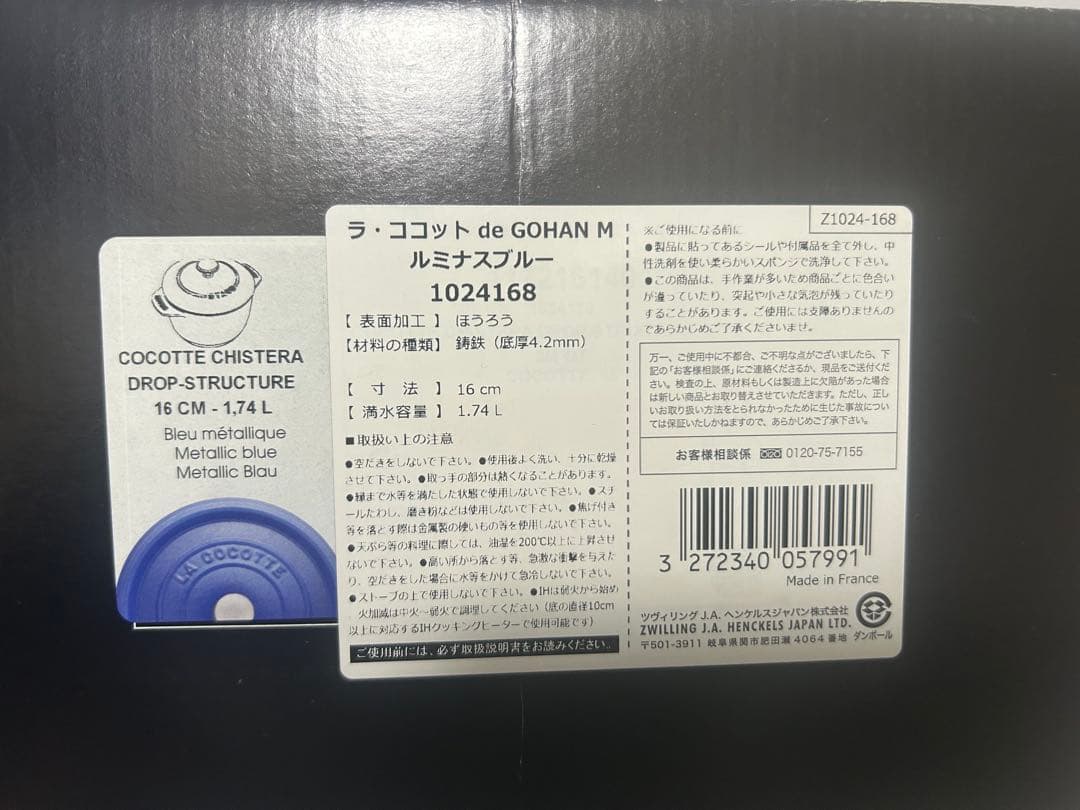 COCOTTE CHISTERA
DROP-STRUCTURE
16 CM - 1,74 L
Bleu métallique
Metallic blue
Metallic Blau
LA COCOTTE
ラ・ココット de GOHAN M
ルミナスブルー
1024168
【 表面加工 】 ほうろう
【材料の種類】 鋳鉄（底厚4.2mm）
【 寸 法 】 16 cm
【 満水容量 】 1.74 L
■取扱い上の注意
●空だきをしないで下さい。●使用後よく洗い、十分に乾燥
させて下さい。●取っ手の部分は熱くなることがあります。
●縁まで水等を満たした状態で使用しないで下さい。●スチ
ールたわし、磨き粉などは使用しないで下さい。●焦げ付き
等を落とす際は金属製の硬いもの等を使用しないで下さい。
●天ぷら等の料理に際しては、油温を200℃以上に上昇させ
ないで下さい。●高い所から落とす等、急激な衝撃を与えた
り、空だきをした場合に水等をかけて急冷しないで下さい。
●ストーブの上で使用しないで下さい。●IHは弱火から始め
火加減は中火〜弱火で調理してください（底の直径10cm
以上に対応するIHクッキングヒーターで使用可能です）
ご使用前には、必ず取扱説明書をお読みください。
Z1024-168
※ご使用になる前に
●製品に貼ってあるシールや付属品を全て外し、中
性洗剤を使い柔らかいスポンジで洗浄して下さい。
●この商品は、手作業が多いため商品ごとに色合い
が違っていたり、突起や小さな気泡が残っていたり
することがあります。ご使用には支障ありませんの
であらかじめご了承くださいませ。
万一、ご使用中に不都合、ご不明な点がございましたら、下
記の「お客様相談係」にご連絡くださるか、現品をご送付くだ
さい。検査の上、原材料もしくは製造上に欠陥があった場合
は新しい商品とお取り替えさせていただきます。ただし、正し
いお取り扱い方法をとられなかったために生じた事故につい
ては保証いたしかねますので、あらかじめご了承下さい。
お客様相談係 0120-75-7155
3 272340 057991
Made in France
ツヴィリング J.A. ヘンケルスジャパン株式会社
ZWILLING J.A. HENCKELS JAPAN LTD.
〒501-3911 岐阜県関市肥田瀬 4064 番地
ダンボール